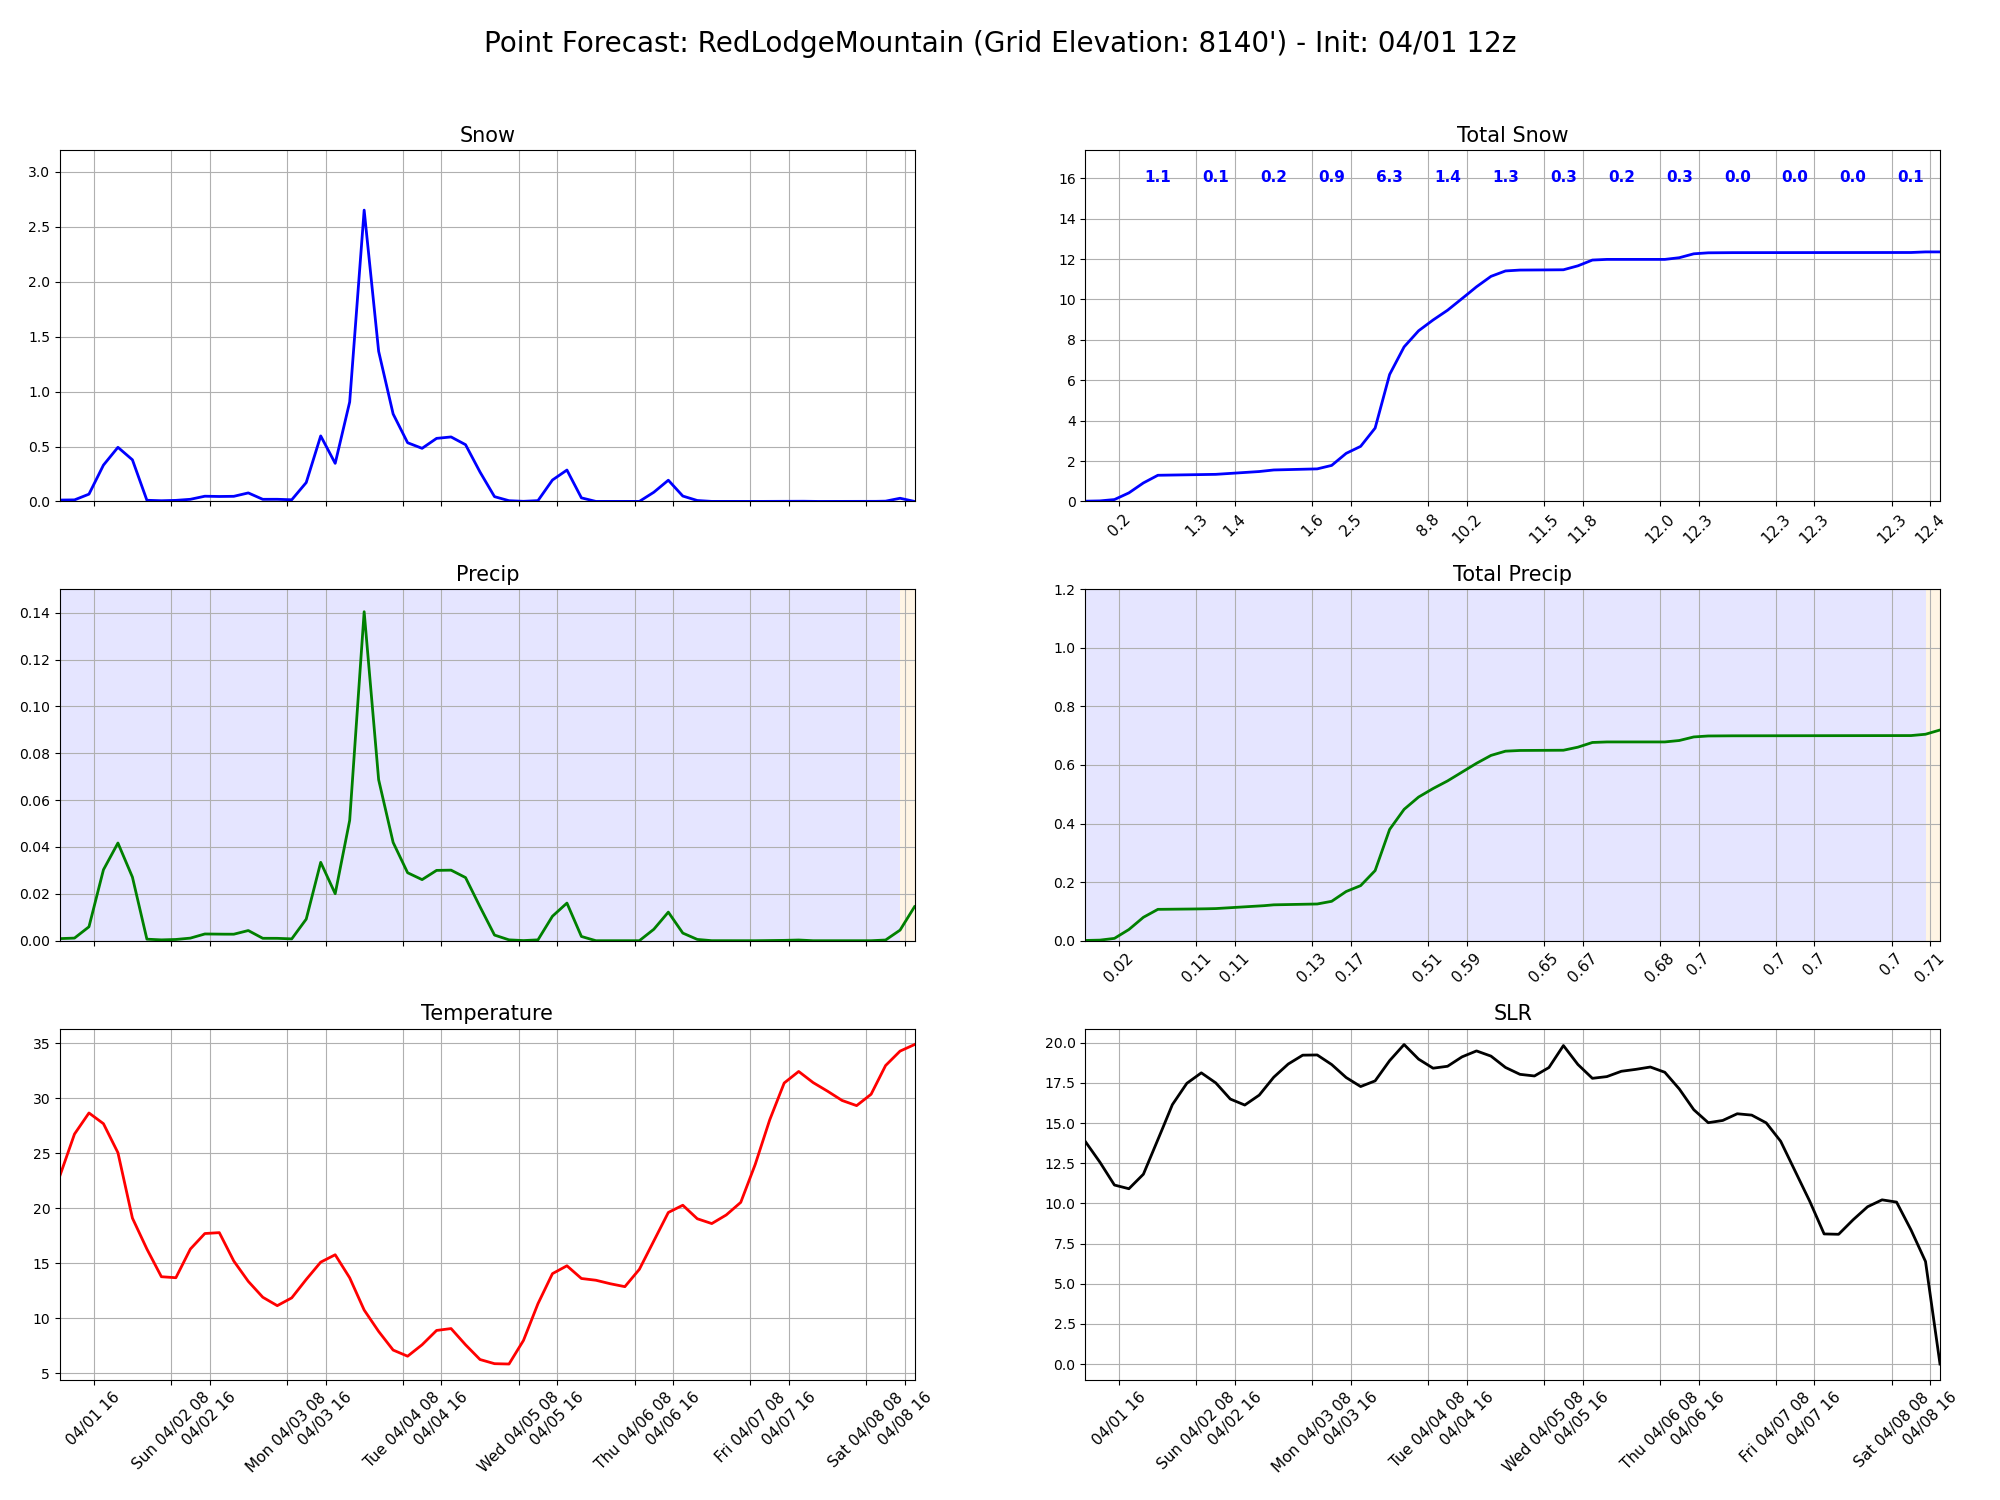 Point Forecast: RedLodgeMountain (Grid Elevation: 8140') - Init: 04/01 12z
Snow
3.0
2.5
2.0
1.5
1.0
0.5
0.0
Total Snow
16
14
12
10
8
6
4
2
0
1.1 0.1 0.2 0.9 6.3 1.4 1.3 0.3 0.2 0.3 0.0 0.0 0.0 0.1
0.2 1.3 1.4 1.6 2.5 8.8 10.2 11.5 11.8 12.0 12.3 12.3 12.3 12.3 12.4
Precip
0.14
0.12
0.10
0.08
0.06
0.04
0.02
0.00
Total Precip
1.2
1.0
0.8
0.6
0.4
0.2
0.0
0.02 0.11 0.11 0.13 0.17 0.51 0.59 0.65 0.67 0.68 0.7 0.7 0.7 0.7 0.71
Temperature
35
30
25
20
15
10
5
04/01 16
Sun 04/02 08
04/02 16
Mon 04/03 08
04/03 16
Tue 04/04 08
04/04 16
Wed 04/05 08
04/05 16
Thu 04/06 08
04/06 16
Fri 04/07 08
04/07 16
Sat 04/08 08
04/08 16
SLR
20.0
17.5
15.0
12.5
10.0
7.5
5.0
2.5
0.0
04/01 16
Sun 04/02 08
04/02 16
Mon 04/03 08
04/03 16
Tue 04/04 08
04/04 16
Wed 04/05 08
04/05 16
Thu 04/06 08
04/06 16
Fri 04/07 08
04/07 16
Sat 04/08 08
04/08 16